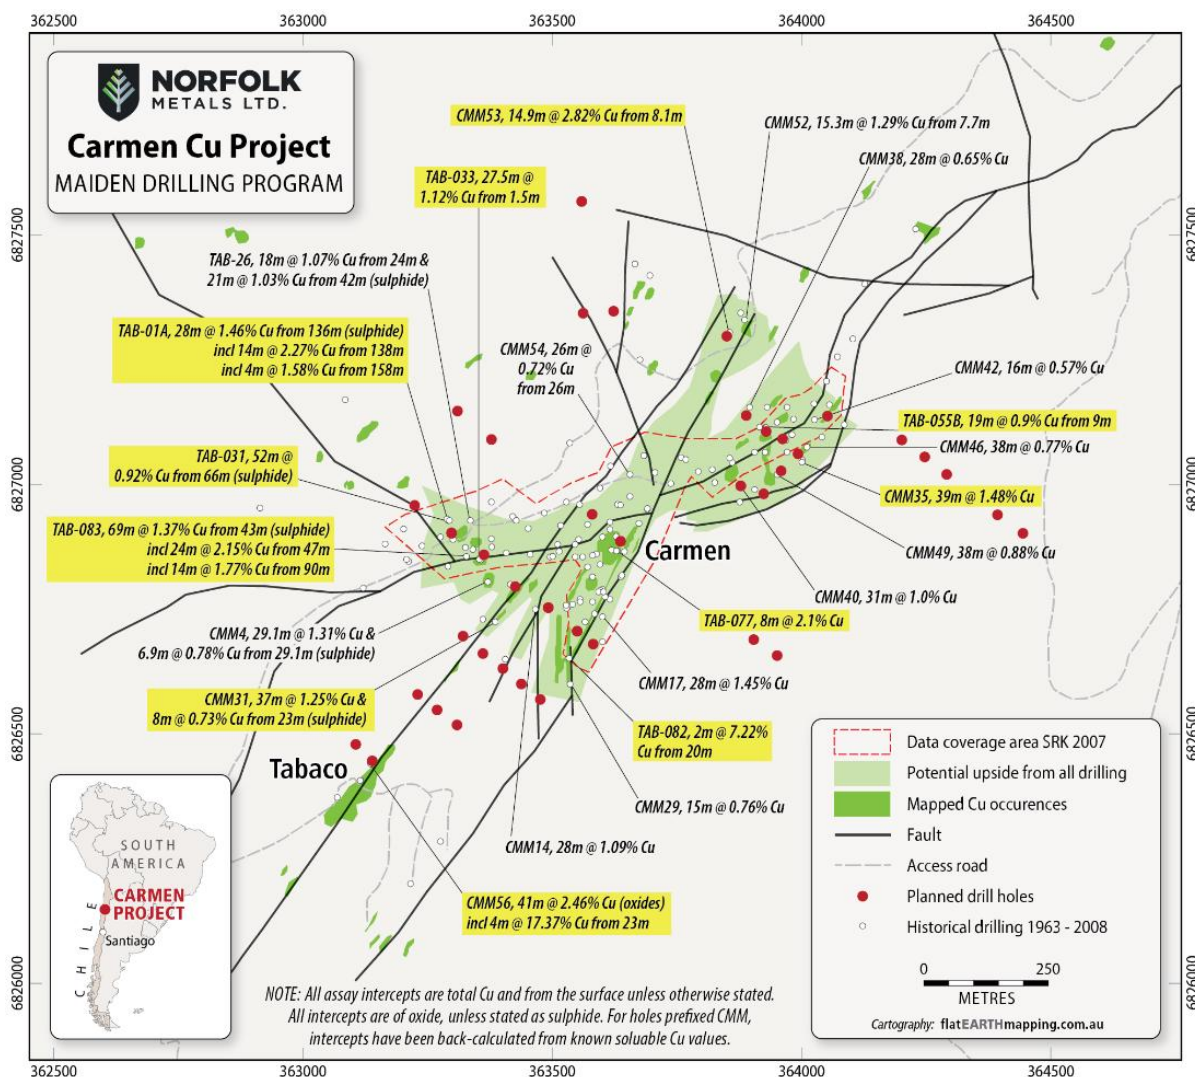 362500 363000 363500 364000 364500
NORFOLK
METALS LTD.
Carmen Cu Project
MAIDEN DRILLING PROGRAM
CMM53, 14.9m @ 2.82% Cu from 8.1m
CMM52, 15.3m @ 1.29% Cu from 7.7m
CMM38, 28m @ 0.65% Cu
TAB-033, 27.5m @
1.12% Cu from 1.5m
6827500
6827500
TAB-26, 18m @ 1.07% Cu from 24m &
21m @ 1.03% Cu from 42m (sulphide)
TAB-01A, 28m @ 1.46% Cu from 136m (sulphide)
incl 14m @ 2.27% Cu from 138m
incl 4m @ 1.58% Cu from 158m
CMM54, 26m @
0.72% Cu
from 26m
CMM42, 16m @ 0.57% Cu
TAB-055B, 19m @ 0.9% Cu from 9m
CMM46, 38m @ 0.77% Cu
TAB-031, 52m @
0.92% Cu from 66m (sulphide)
6827000
6827000
CMM35, 39m @ 1.48% Cu
TAB-083, 69m @ 1.37% Cu from 43m (sulphide)
incl 24m @ 2.15% Cu from 47m
incl 14m @ 1.77% Cu from 90m
Carmen
CMM49, 38m @ 0.88% Cu
CMM40, 31m @ 1.0% Cu
TAB-077, 8m @ 2.1% Cu
CMM4, 29.1m @ 1.31% Cu &
6.9m @ 0.78% Cu from 29.1m (sulphide)
CMM17, 28m @ 1.45% Cu
CMM31, 37m @ 1.25% Cu &
8m @ 0.73% Cu from 23m (sulphide)
TAB-082, 2m @ 7.22%
Cu from 20m
6826500
6826500
Tabaco
CMM29, 15m @ 0.76% Cu
CMM14, 28m @ 1.09% Cu
CMM56, 41m @ 2.46% Cu (oxides)
incl 4m @ 17.37% Cu from 23m
SOUTH
AMERICA
CARMEN
PROJECT
Santiago
CHILE
Data coverage area SRK 2007
Potential upside from all drilling
Mapped Cu occurences
Fault
Access road
Planned drill holes
Historical drilling 1963 - 2008
0 250
METRES
Cartography: flatEARTHmapping.com.au
6826000
6826000
NOTE: All assay intercepts are total Cu and from the surface unless otherwise stated.
All intercepts are of oxide, unless stated as sulphide. For holes prefixed CMM,
intercepts have been back-calculated from known soluable Cu values.
362500 363000 363500 364000 364500